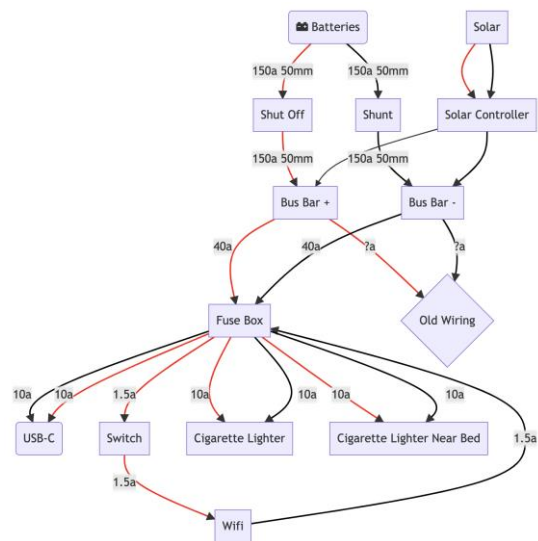 Batteries
Solar
150a 50mm
150a 50mm
Shut Off
Shunt
Solar Controller
150a 50mm
150a 50mm
Bus Bar +
Bus Bar -
40a
40a
?a
?a
Fuse Box
Old Wiring
10a
10a
1.5a
10a
10a
10a
10a
USB-C
Switch
Cigarette Lighter
Cigarette Lighter Near Bed
1.5a
1.5a
Wifi